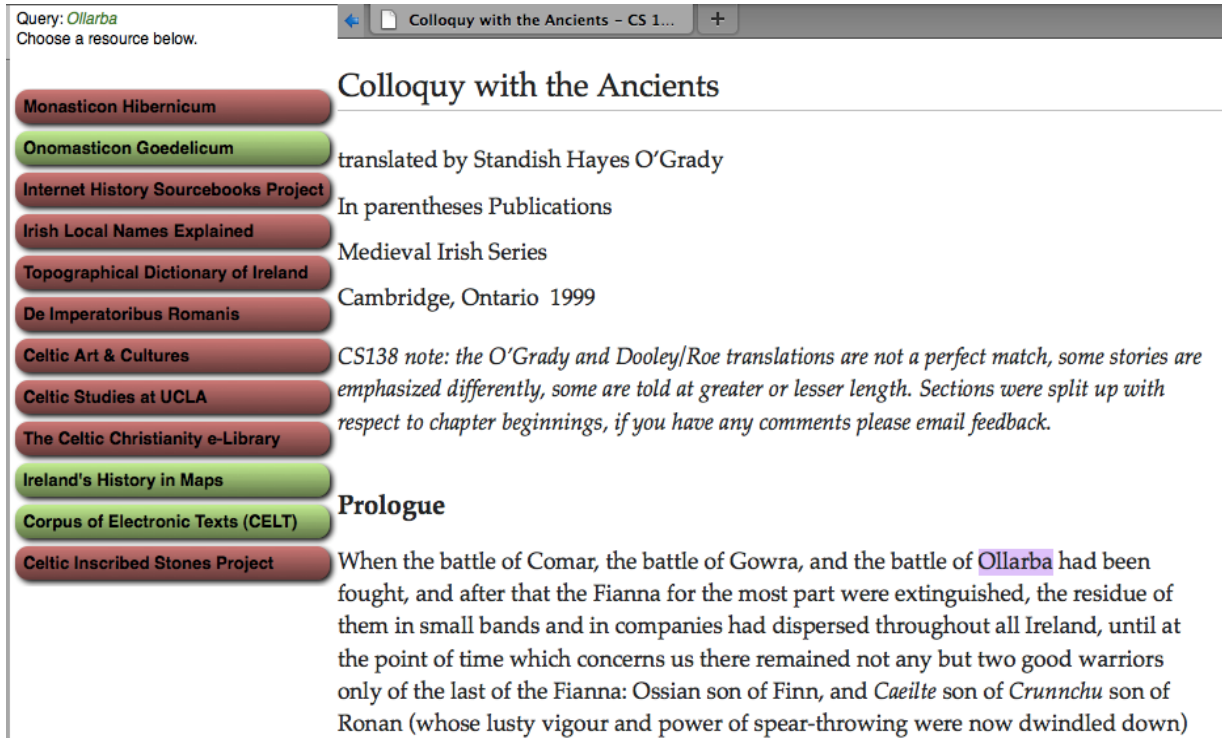 Query: Ollarba
Choose a resource below.
Monasticon Hibernicum
Onomasticon Goedelicum
Internet History Sourcebooks Project
Irish Local Names Explained
Topographical Dictionary of Ireland
De Imperatoribus Romanis
Celtic Art & Cultures
Celtic Studies at UCLA
The Celtic Christianity e-Library
Ireland's History in Maps
Corpus of Electronic Texts (CELT)
Celtic Inscribed Stones Project
Colloquy with the Ancients – CS 1...
+
Colloquy with the Ancients
translated by Standish Hayes O’Grady
In parentheses Publications
Medieval Irish Series
Cambridge, Ontario 1999
CS138 note: the O’Grady and Dooley/Roe translations are not a perfect match, some stories are
emphasized differently, some are told at greater or lesser length. Sections were split up with
respect to chapter beginnings, if you have any comments please email feedback.
Prologue
When the battle of Comar, the battle of Gowra, and the battle of Ollarba had been
fought, and after that the Fianna for the most part were extinguished, the residue of
them in small bands and in companies had dispersed throughout all Ireland, until at
the point of time which concerns us there remained not any but two good warriors
only of the last of the Fianna: Ossian son of Finn, and Caeilte son of Crunnchu son of
Ronan (whose lusty vigour and power of spear-throwing were now dwindled down)